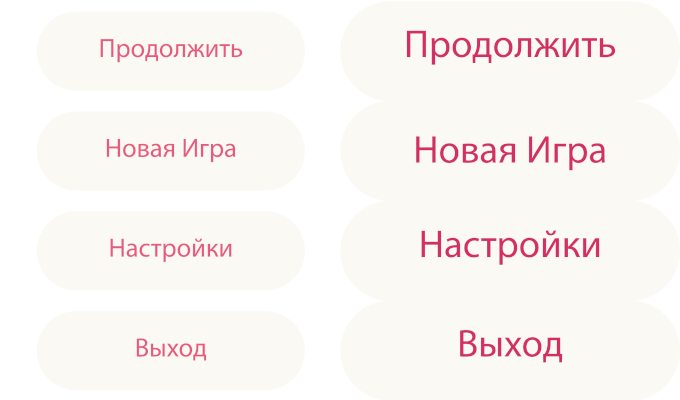 Продолжить
Продолжить
Новая Игра
Новая Игра
Настройки
Настройки
Выход
Выход